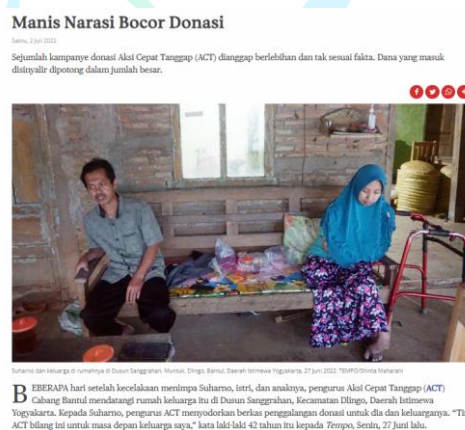 Manis Narasi Bocor Donasi
Sabtu, 2 Juli 2022
Sejumlah kampanye donasi Aksi Cepat Tanggap (ACT) dianggap berlebihan dan tak sesuai fakta. Dana yang masuk
disinyalir dipotong dalam jumlah besar.
Suharno dan keluarga di rumahnya di Dusun Sanggrahan, Muntuk, Dlingo, Bantul, Daerah Istimewa Yogyakarta, 27 Juni 2022. TEMPO/Shinta Maharani
BEBERAPA hari setelah kecelakaan menimpa Suharno, istri, dan anaknya, pengurus Aksi Cepat Tanggap (ACT)
Cabang Bantul mendatangi rumah keluarga itu di Dusun Sanggrahan, Kecamatan Dlingo, Daerah Istimewa
Yogyakarta. Kepada Suharno, pengurus ACT menyodorkan berkas penggalangan donasi untuk dia dan keluarganya. "Ti
ACT bilang ini untuk masa depan keluarga saya," kata laki-laki 42 tahun itu kepada Tempo, Senin, 27 Juni lalu.